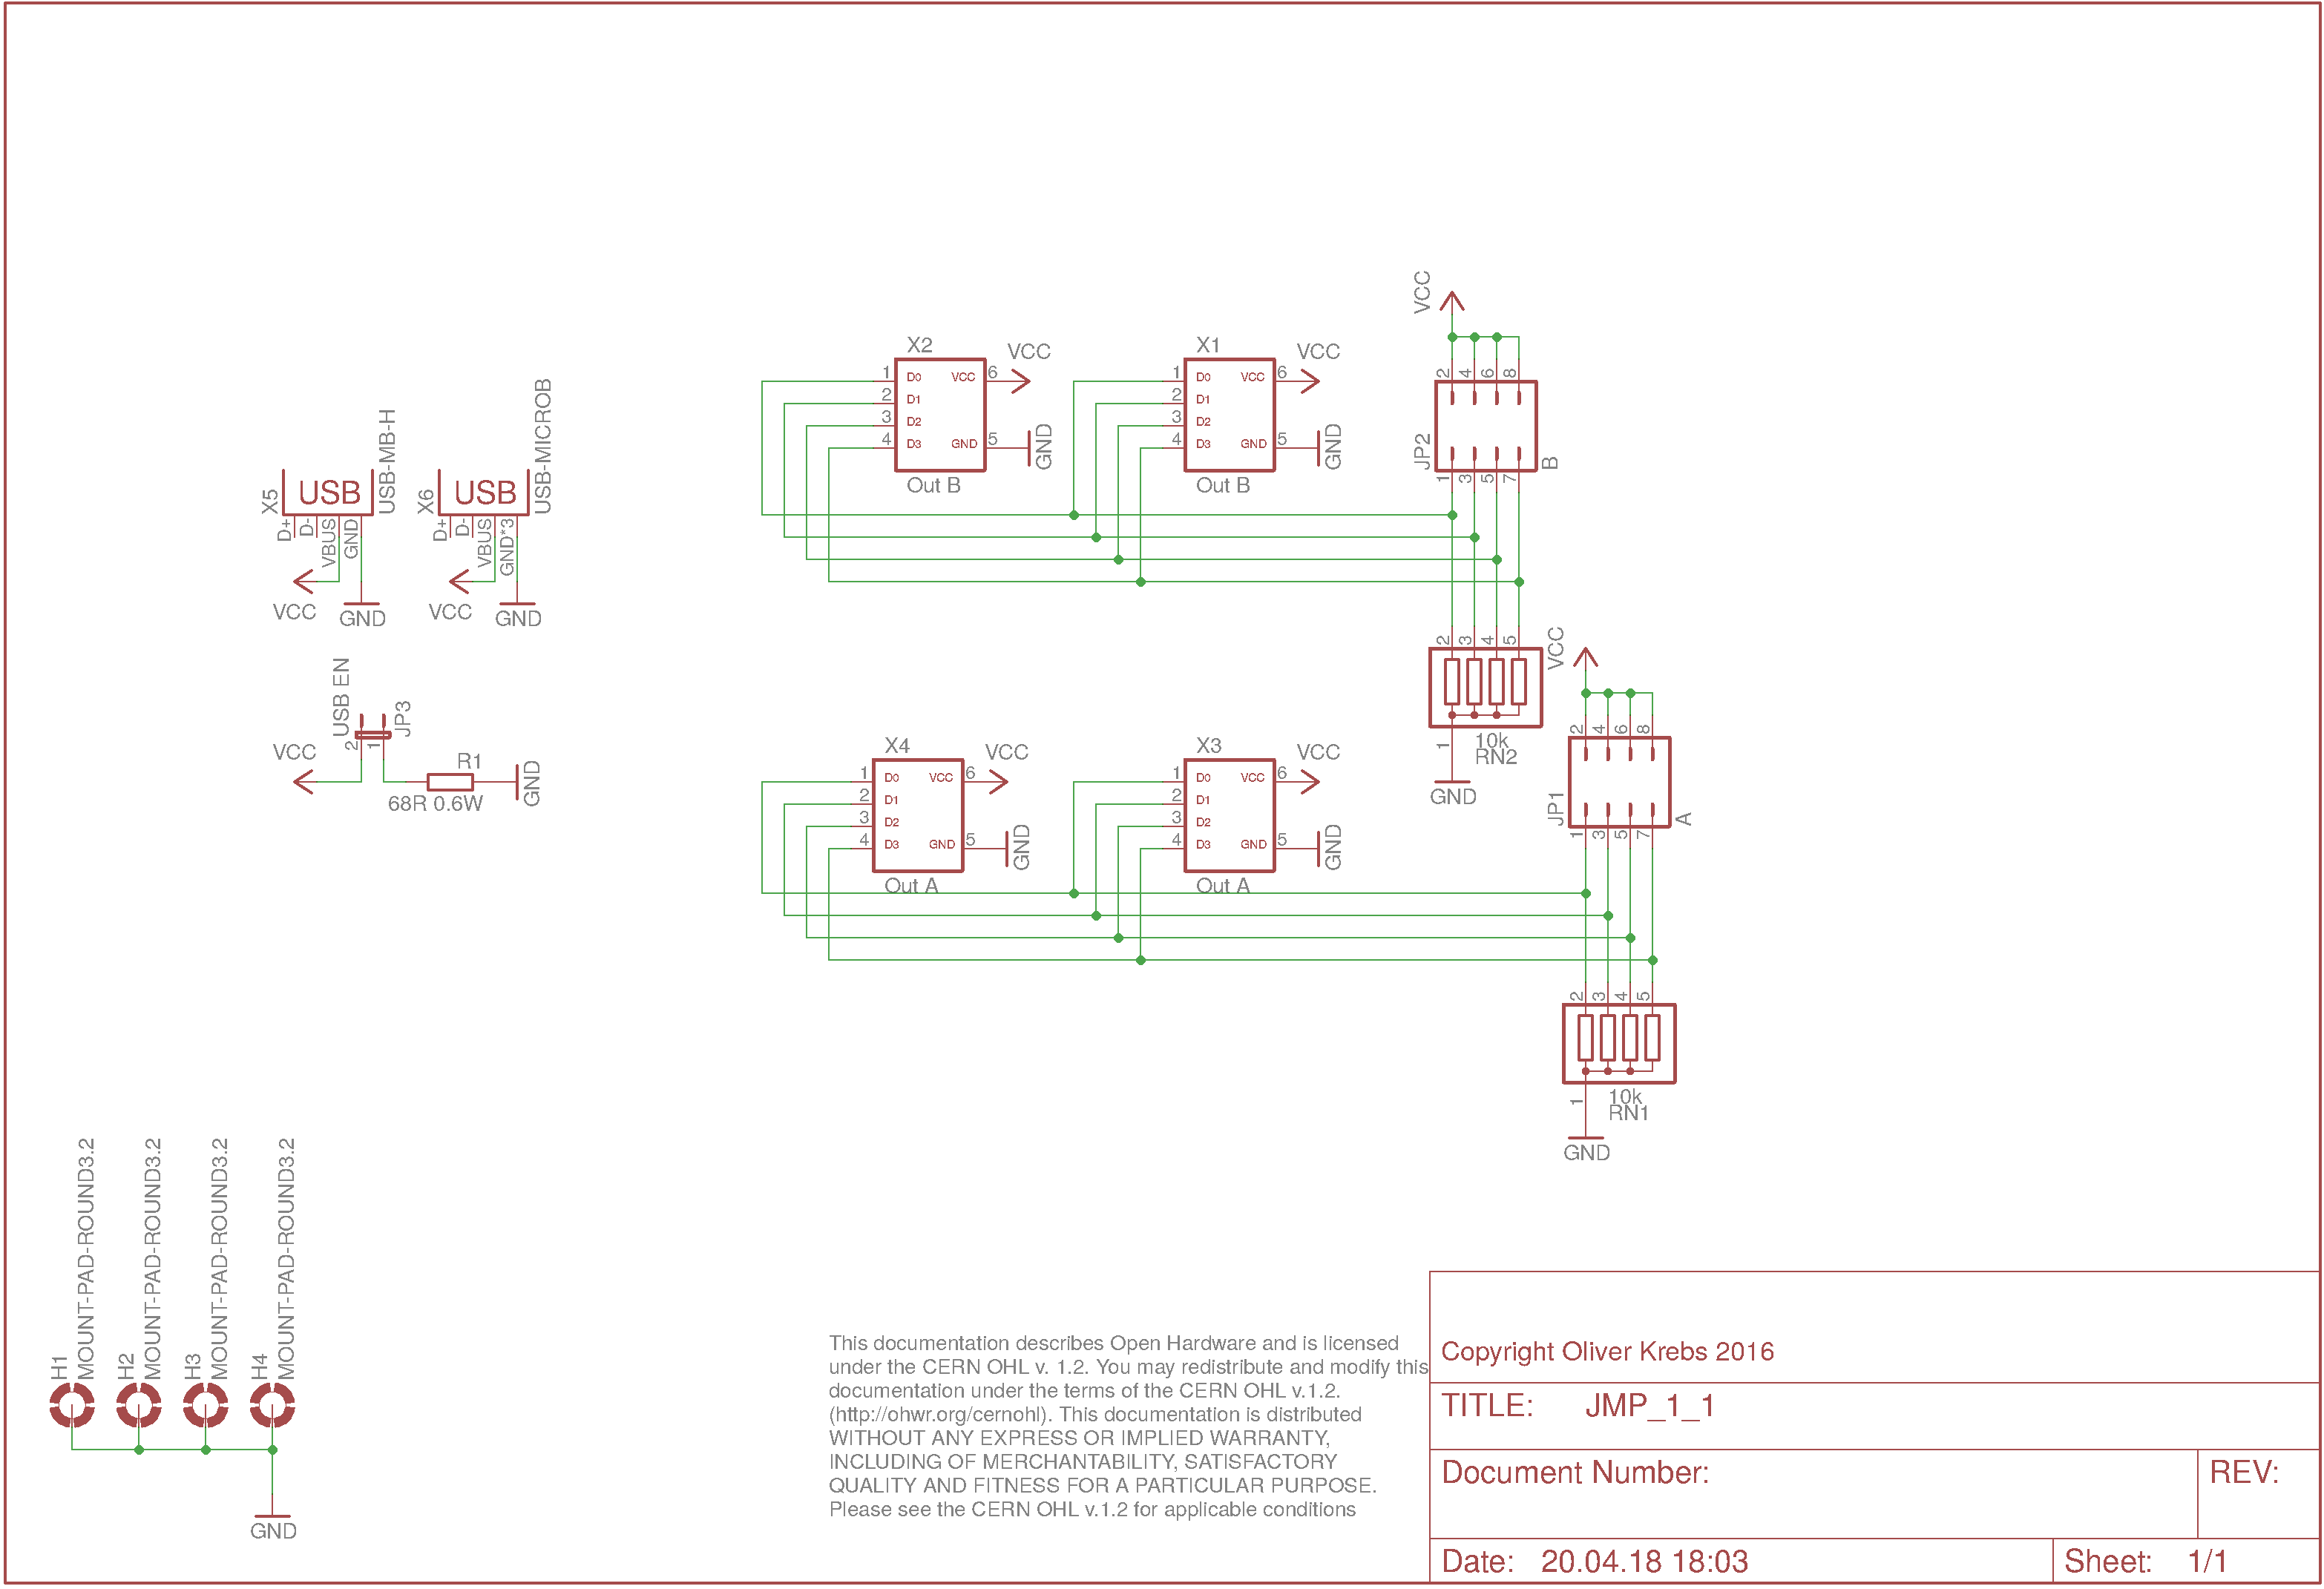 VCC
2 4 6 8
JP2
B
1 3 5 7
X2
VCC
1 D0 VCC 6
2 D1
3 D2
4 D3 GND 5
GND
Out B
X1
VCC
1 D0 VCC 6
2 D1
3 D2
4 D3 GND 5
GND
Out B
X5
USB
USB-MB-H
D+
D-
VBUS
GND
VCC
GND
X6
USB
USB-MICROB
D+
D-
VBUS
GND*3
VCC
GND
2 3 4 5
1
10k
RN2
GND
USB EN
JP3
2 1
VCC
R1
68R 0.6W
GND
X4
VCC
1 D0 VCC 6
2 D1
3 D2
4 D3 GND 5
GND
Out A
X3
VCC
1 D0 VCC 6
2 D1
3 D2
4 D3 GND 5
GND
Out A
VCC
2 4 6 8
JP1
A
1 3 5 7
2 3 4 5
1
10k
RN1
GND
H1
MOUNT-PAD-ROUND3.2
H2
MOUNT-PAD-ROUND3.2
H3
MOUNT-PAD-ROUND3.2
H4
MOUNT-PAD-ROUND3.2
GND
This documentation describes Open Hardware and is licensed
under the CERN OHL v. 1.2. You may redistribute and modify this
documentation under the terms of the CERN OHL v.1.2.
(http://ohwr.org/cernohl). This documentation is distributed
WITHOUT ANY EXPRESS OR IMPLIED WARRANTY,
INCLUDING OF MERCHANTABILITY, SATISFACTORY
QUALITY AND FITNESS FOR A PARTICULAR PURPOSE.
Please see the CERN OHL v.1.2 for applicable conditions
Copyright Oliver Krebs 2016
TITLE: JMP_1_1
Document Number:
REV:
Date: 20.04.18 18:03
Sheet: 1/1